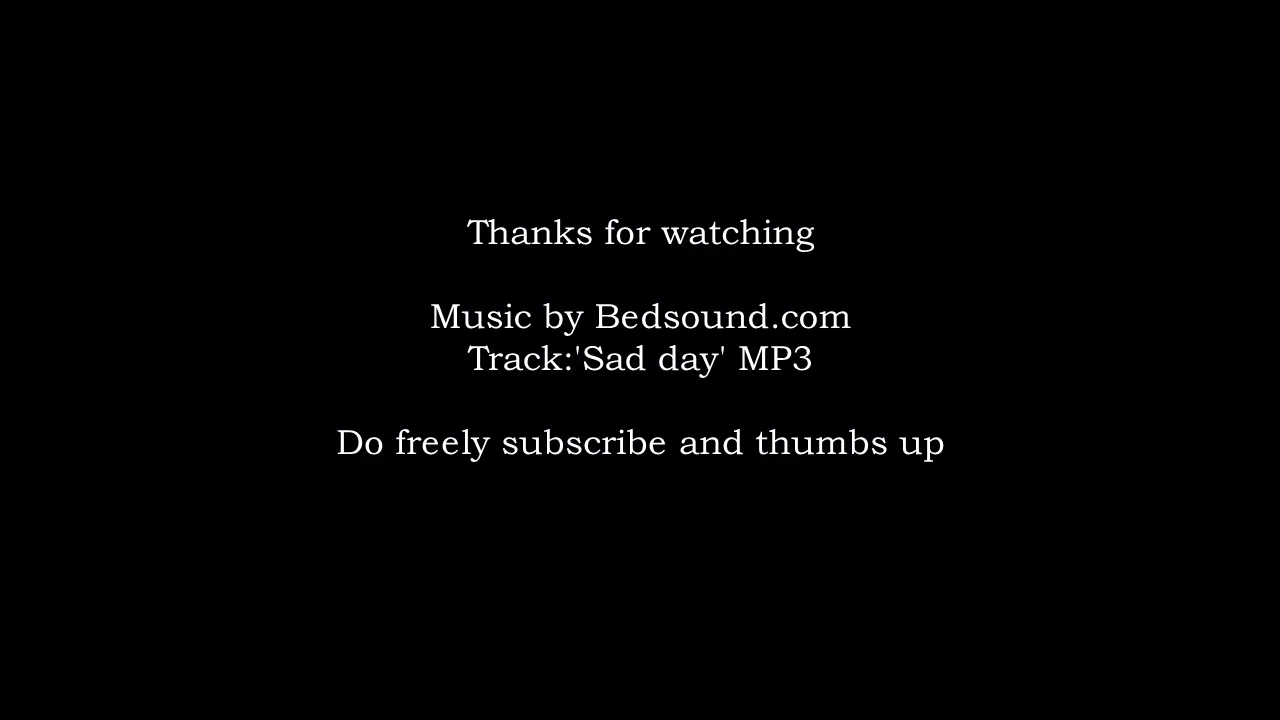 Thanks for watching
Music by Bedsound.com
Track:'Sad day' MP3
Do freely subscribe and thumbs up